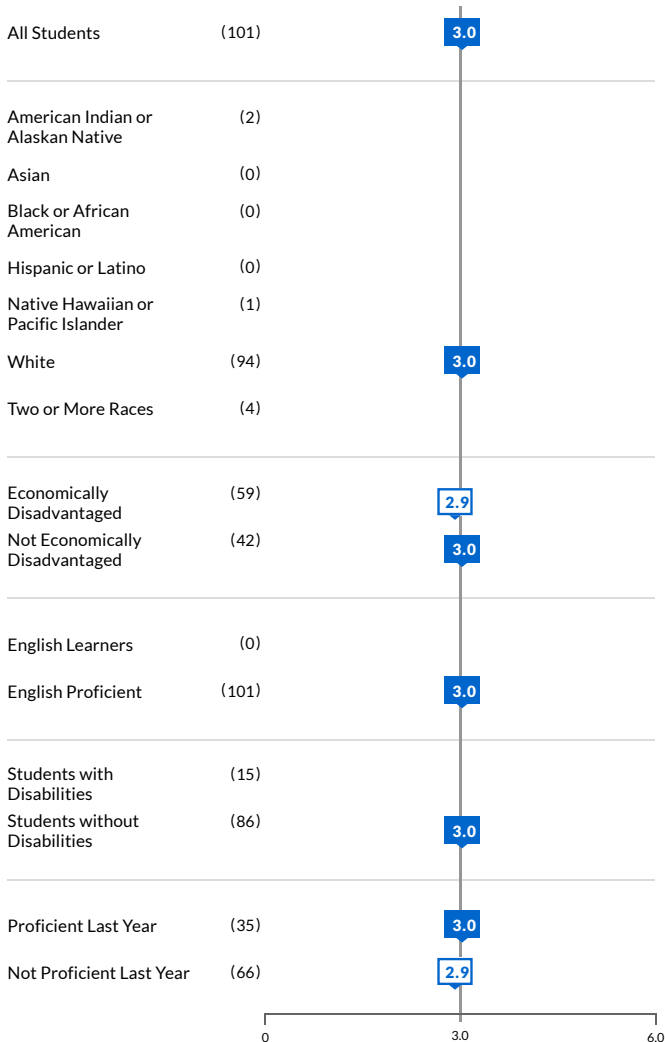 All Students (101) 3.0
American Indian or (2)
Alaskan Native
Asian (0)
Black or African (0)
American
Hispanic or Latino (0)
Native Hawaiian or (1)
Pacific Islander
White (94) 3.0
Two or More Races (4)
Economically (59) 2.9
Disadvantaged
Not Economically (42) 3.0
Disadvantaged
English Learners (0)
English Proficient (101) 3.0
Students with (15)
Disabilities
Students without (86) 3.0
Disabilities
Proficient Last Year (35) 3.0
Not Proficient Last Year (66) 2.9
0 3.0 6.0